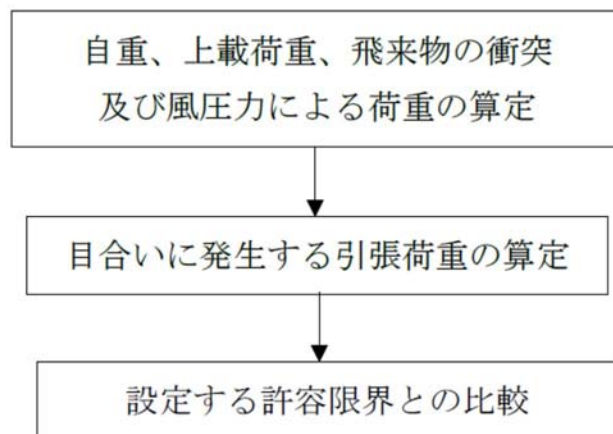 自重、上載荷重、飛来物の衝突
及び風圧力による荷重の算定
目合いに発生する引張荷重の算定
設定する許容限界との比較